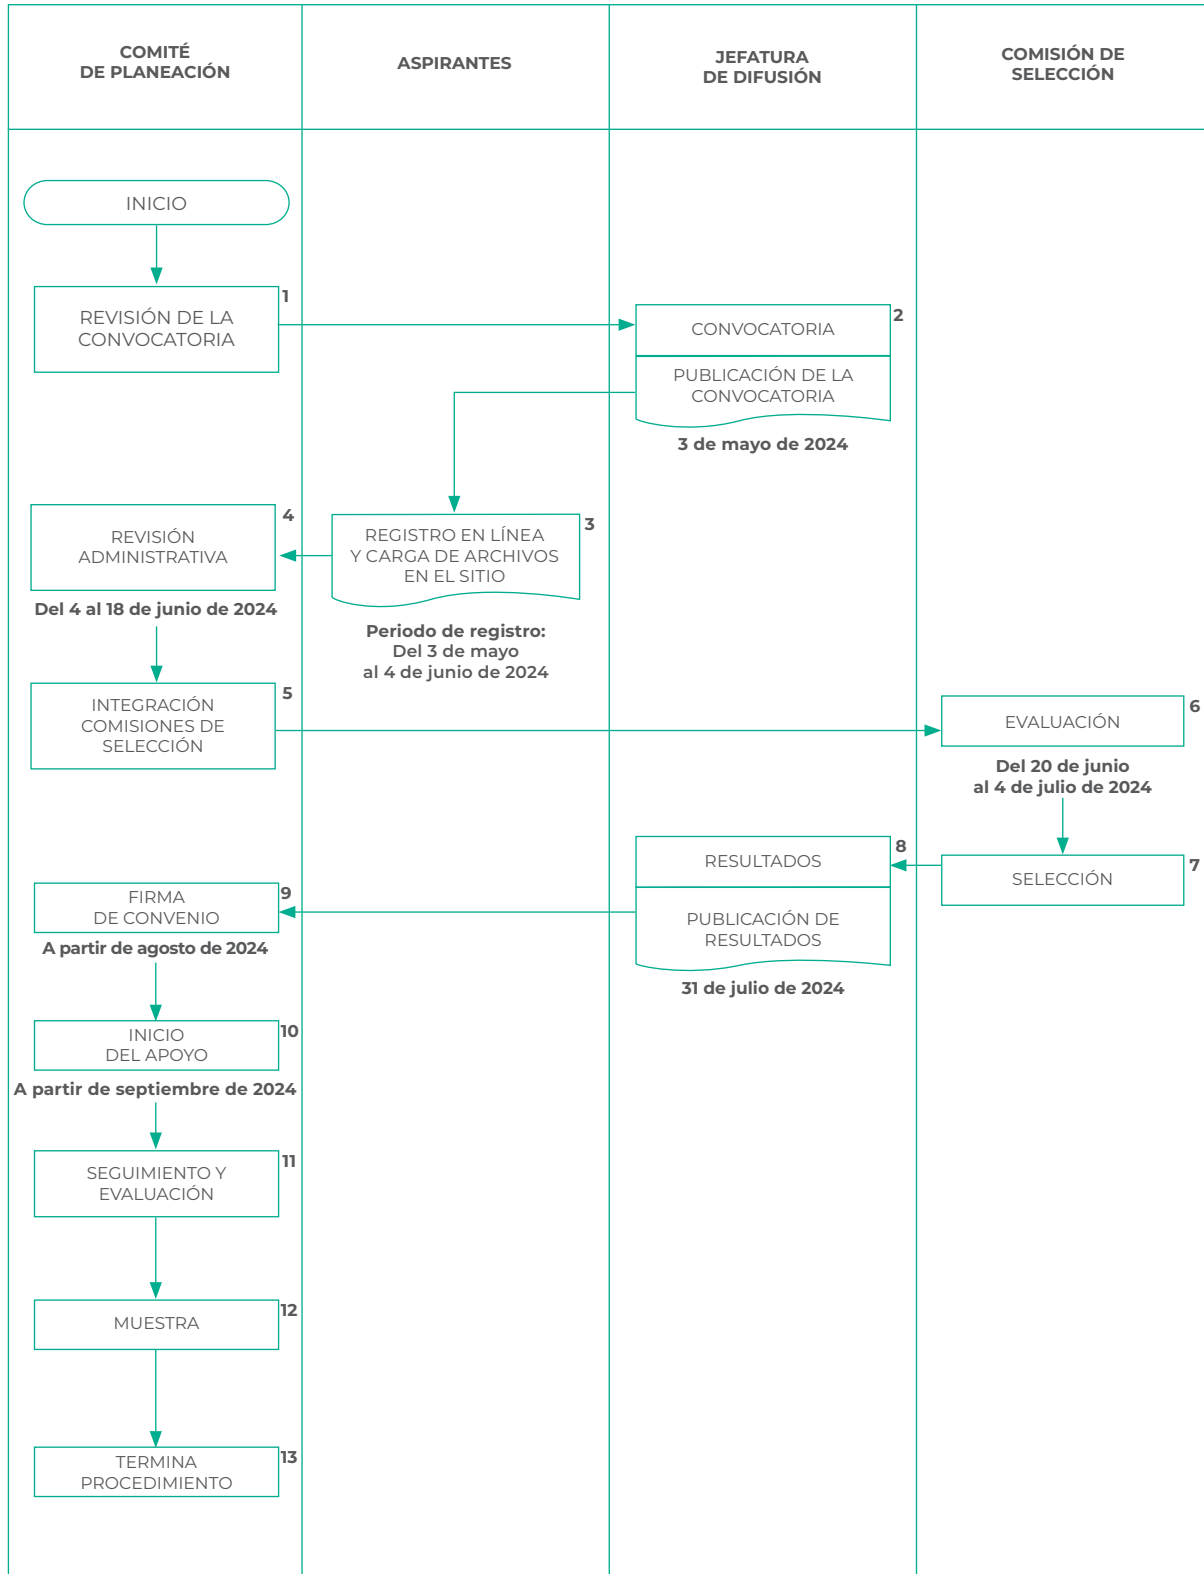 COMITÉ
DE PLANEACIÓN
ASPIRANTES
JEFATURA
DE DIFUSIÓN
COMISIÓN DE
SELECCIÓN
INICIO
1
REVISIÓN DE LA
CONVOCATORIA
2
CONVOCATORIA
PUBLICACIÓN DE LA
CONVOCATORIA
3 de mayo de 2024
3
REGISTRO EN LÍNEA
Y CARGA DE ARCHIVOS
EN EL SITIO
Periodo de registro:
Del 3 de mayo
al 4 de junio de 2024
4
REVISIÓN
ADMINISTRATIVA
Del 4 al 18 de junio de 2024
5
INTEGRACIÓN
COMISIONES DE
SELECCIÓN
6
EVALUACIÓN
Del 20 de junio
al 4 de julio de 2024
7
SELECCIÓN
8
RESULTADOS
PUBLICACIÓN DE
RESULTADOS
31 de julio de 2024
9
FIRMA
DE CONVENIO
A partir de agosto de 2024
10
INICIO
DEL APOYO
A partir de septiembre de 2024
11
SEGUIMIENTO Y
EVALUACIÓN
12
MUESTRA
13
TERMINA
PROCEDIMIENTO